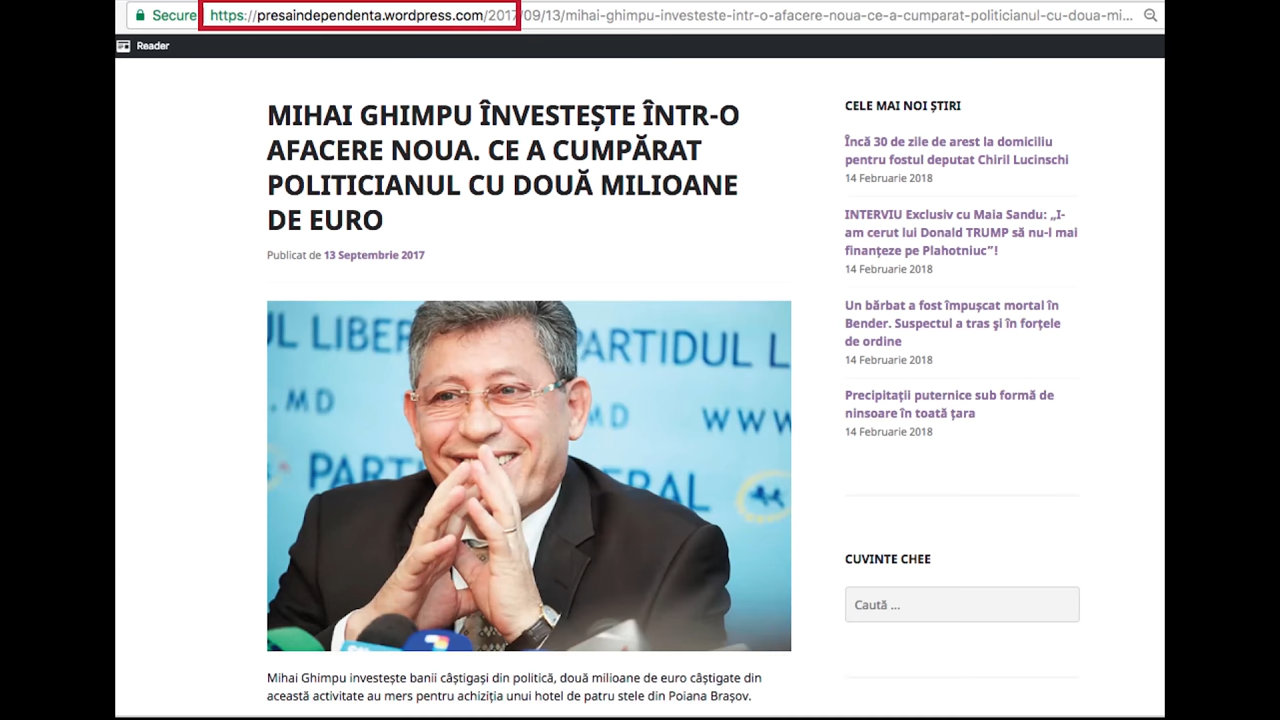 Secure
https://presaindependenta.wordpress.com/2017/09/13/mihai-ghimpu-investeste-intr-o-afacere-noua-ce-a-cumparat-politicianul-cu-doua-mi...
Reader
MIHAI GHIMPU ÎNVESTEȘTE ÎNTR-O
AFACERE NOUA. CE A CUMPĂRAT
POLITICIANUL CU DOUĂ MILIOANE
DE EURO
Publicat de 13 Septembrie 2017
UL LIBER PARTIDUL L
.MD MD WWW
PARTI RAL
Mihai Ghimpu investește banii câștigași din politică, două milioane de euro câștigate din
această activitate au mers pentru achiziția unui hotel de patru stele din Poiana Brașov.
CELE MAI NOI ȘTIRI
Încă 30 de zile de arest la domiciliu
pentru fostul deputat Chiril Lucinschi
14 Februarie 2018
INTERVIU Exclusiv cu Maia Sandu: „I-
am cerut lui Donald TRUMP să nu-l mai
finanțeze pe Plahotniuc”!
14 Februarie 2018
Un bărbat a fost împușcat mortal în
Bender. Suspectul a tras și în forțele
de ordine
14 Februarie 2018
Precipitații puternice sub formă de
ninsoare în toată țara
14 Februarie 2018
CUVINTE CHEE
Caută ...